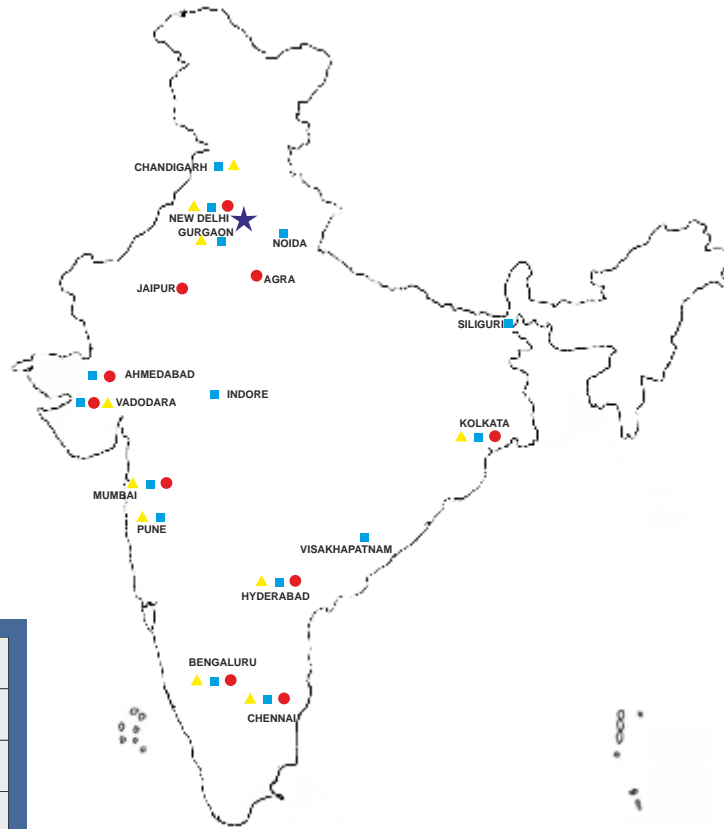 CHANDIGARH
NEW DELHI
GURGAON
NOIDA
AGRA
JAIPUR
SILIGURI
AHMEDABAD
INDORE
VADODARA
KOLKATA
MUMBAI
PUNE
VISAKHAPATNAM
HYDERABAD
BENGALURU
CHENNAI